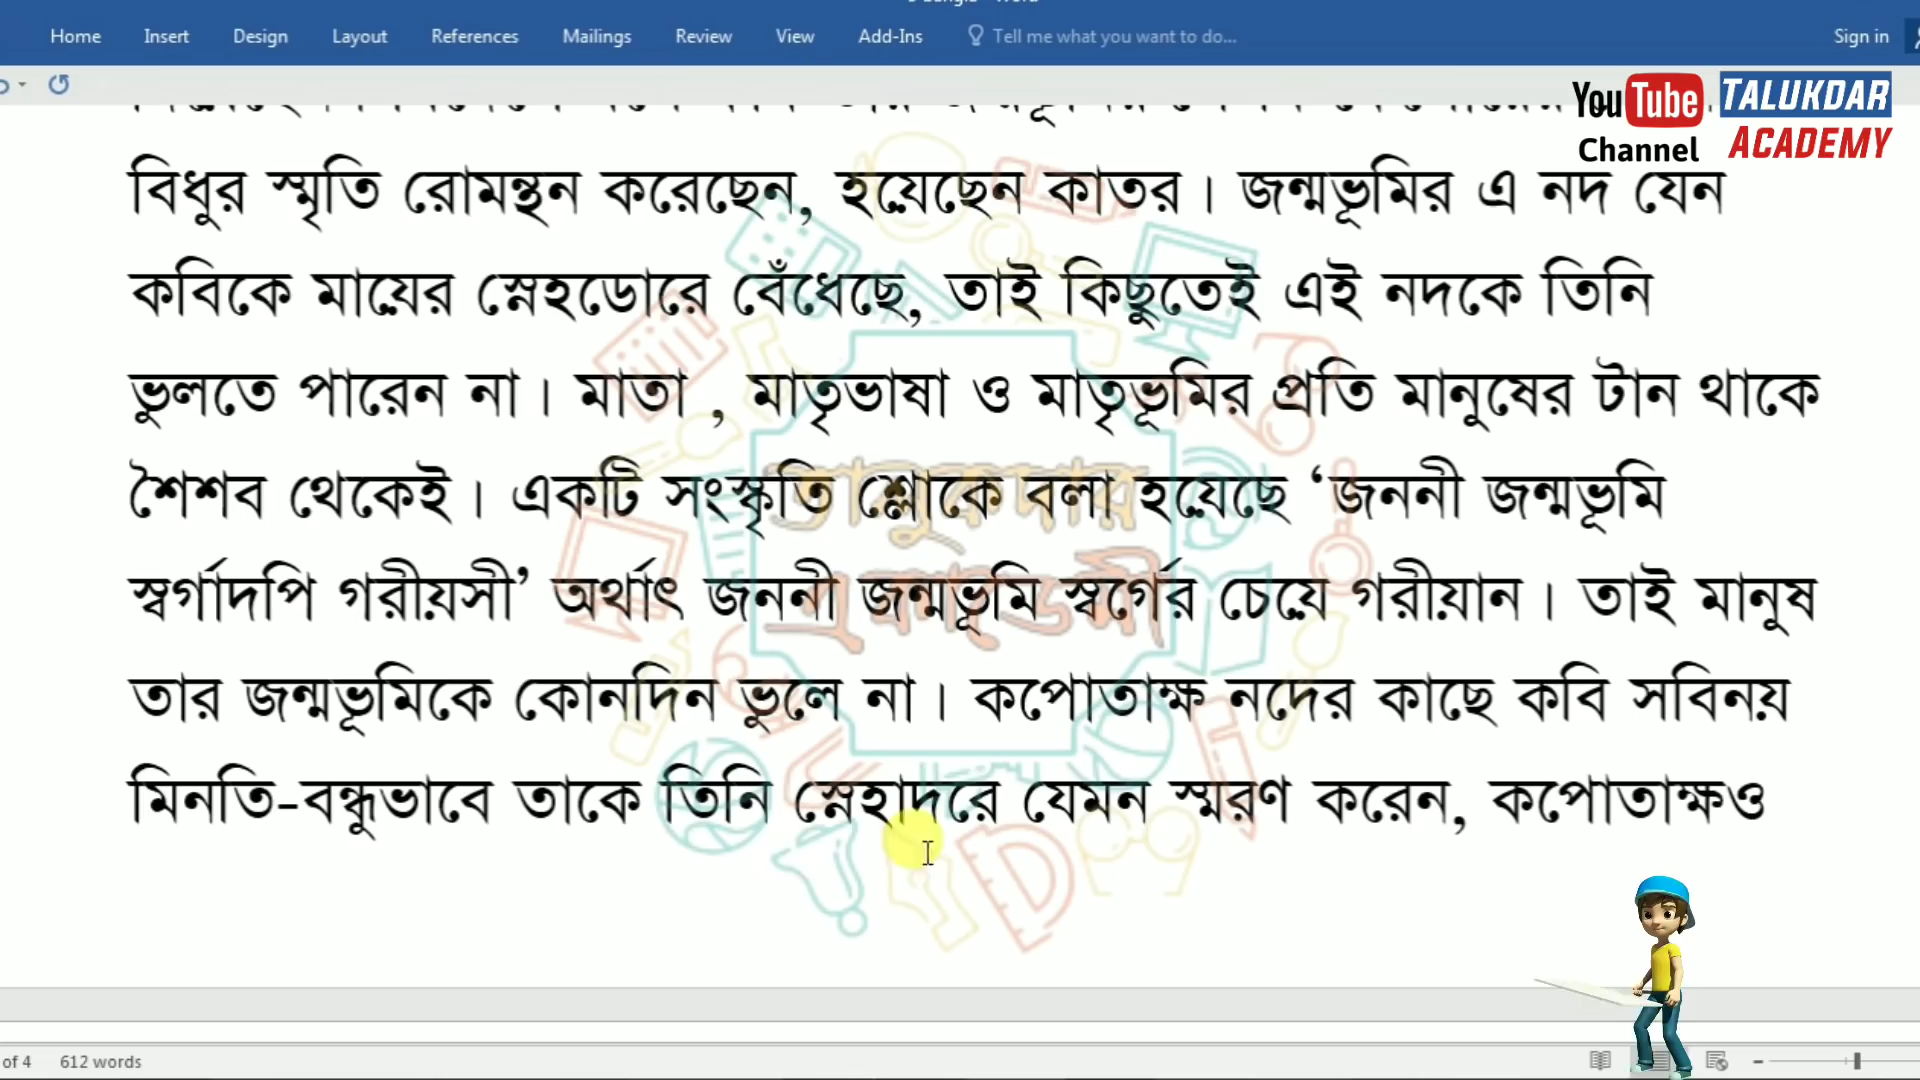 Home Insert Design Layout References Mailings Review View Add-Ins Tell me what you want to do... Sign in
YouTube TALUKDAR
Channel ACADEMY
বিধুর স্মৃতি রোমন্থন করেছেন, হয়েছেন কাতর। জন্মভূমির এ নদ যেন
কবিকে মায়ের স্নেহডোরে বেঁধেছে, তাই কিছুতেই এই নদকে তিনি
ভুলতে পারেন না। মাতা , মাতৃভাষা ও মাতৃভূমির প্রতি মানুষের টান থাকে
শৈশব থেকেই। একটি সংস্কৃতি শ্লোকে বলা হয়েছে ‘জননী জন্মভূমি
স্বর্গাদপি গরীয়সী’ অর্থাৎ জননী জন্মভূমি স্বর্গের চেয়ে গরীয়ান। তাই মানুষ
তার জন্মভূমিকে কোনদিন ভুলে না। কপোতাক্ষ নদের কাছে কবি সবিনয়
মিনতি-বন্ধুভাবে তাকে তিনি স্নেহাদরে যেমন স্মরণ করেন, কপোতাক্ষও
তালুকদার
একাডেমী
of 4 612 words